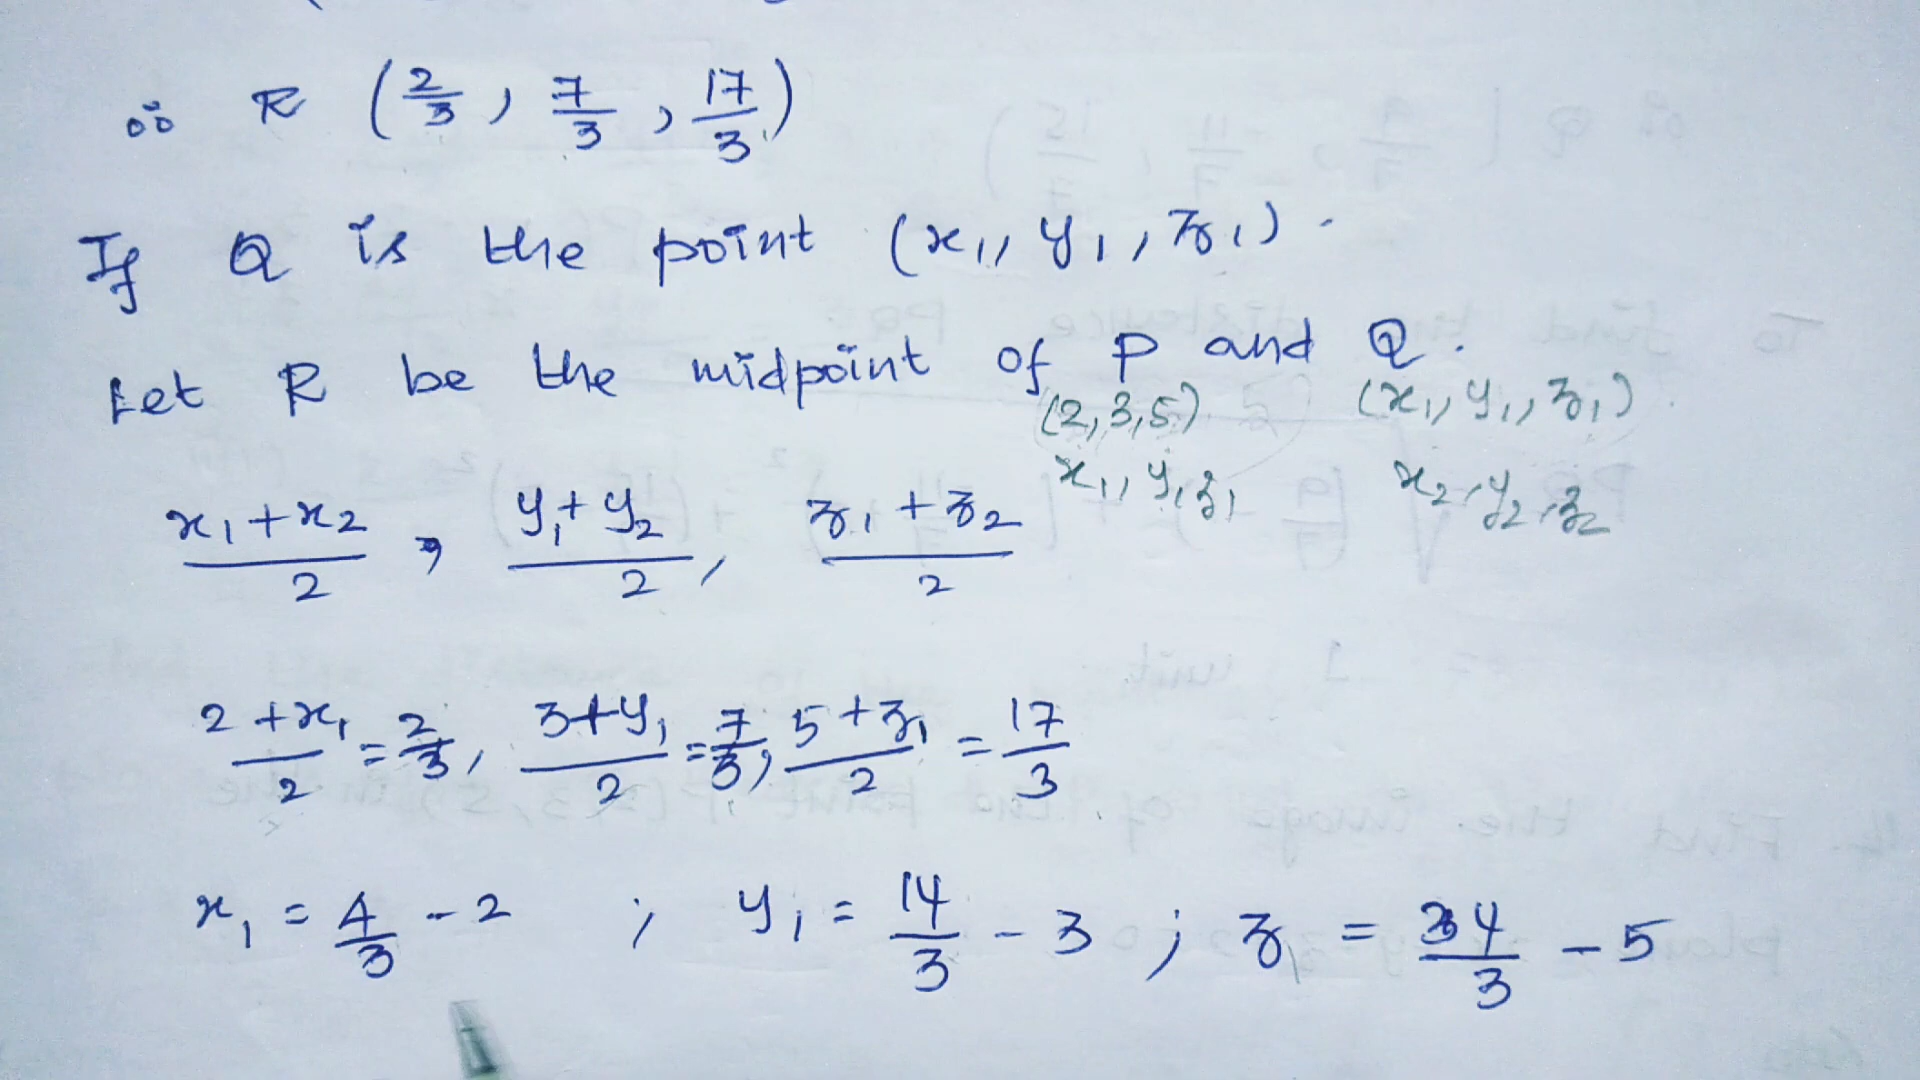 ∴ R (2/3, 7/3, 17/3)
If Q is the point (x₁, y₁, z₁).
Let R be the midpoint of P and Q.
(2,3,5) (x₁, y₁, z₁)
x₁, y₁ z₁ x₂, y₂, z₂
x₁+x₂/2, y₁+y₂/2, z₁+z₂/2
2+x₁/2 = 2/3, 3+y₁/2 = 7/3, 5+z₁/2 = 17/3
x₁ = 4/3 - 2 ; y₁ = 14/3 - 3 ; z₁ = 34/3 - 5